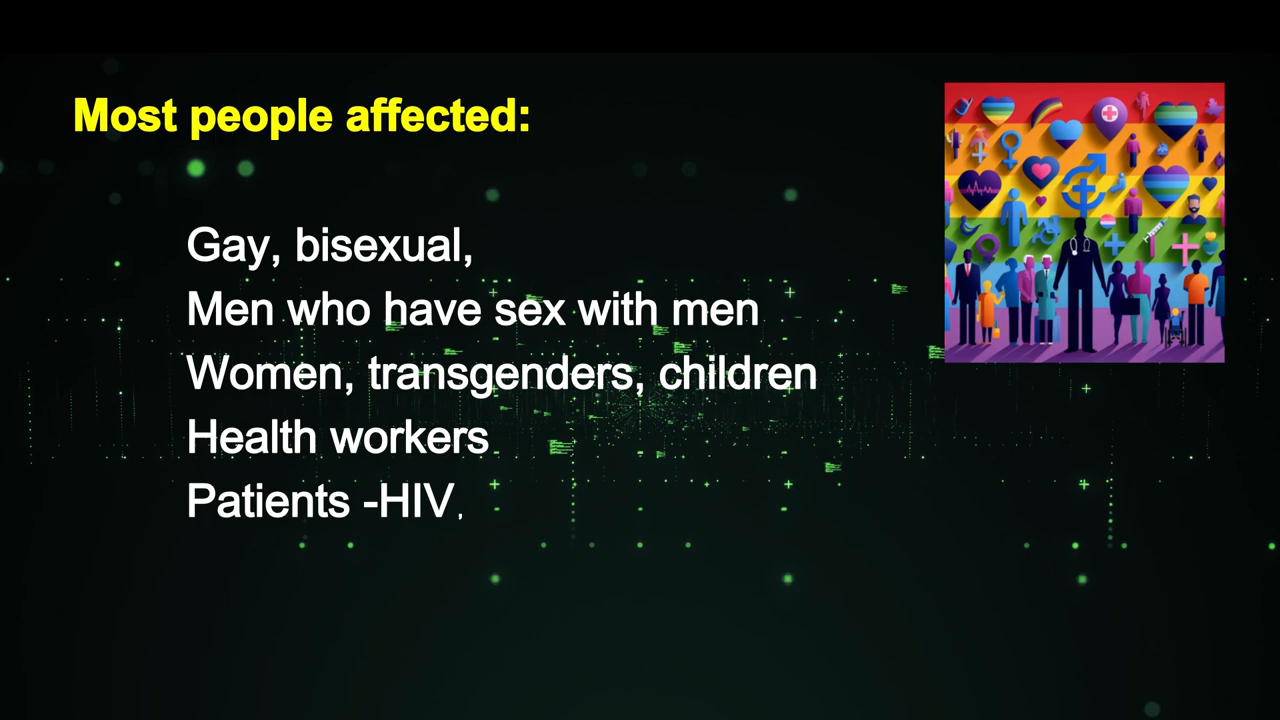 Most people affected:
Gay, bisexual,
Men who have sex with men
Women, transgenders, children
Health workers
Patients -HIV,